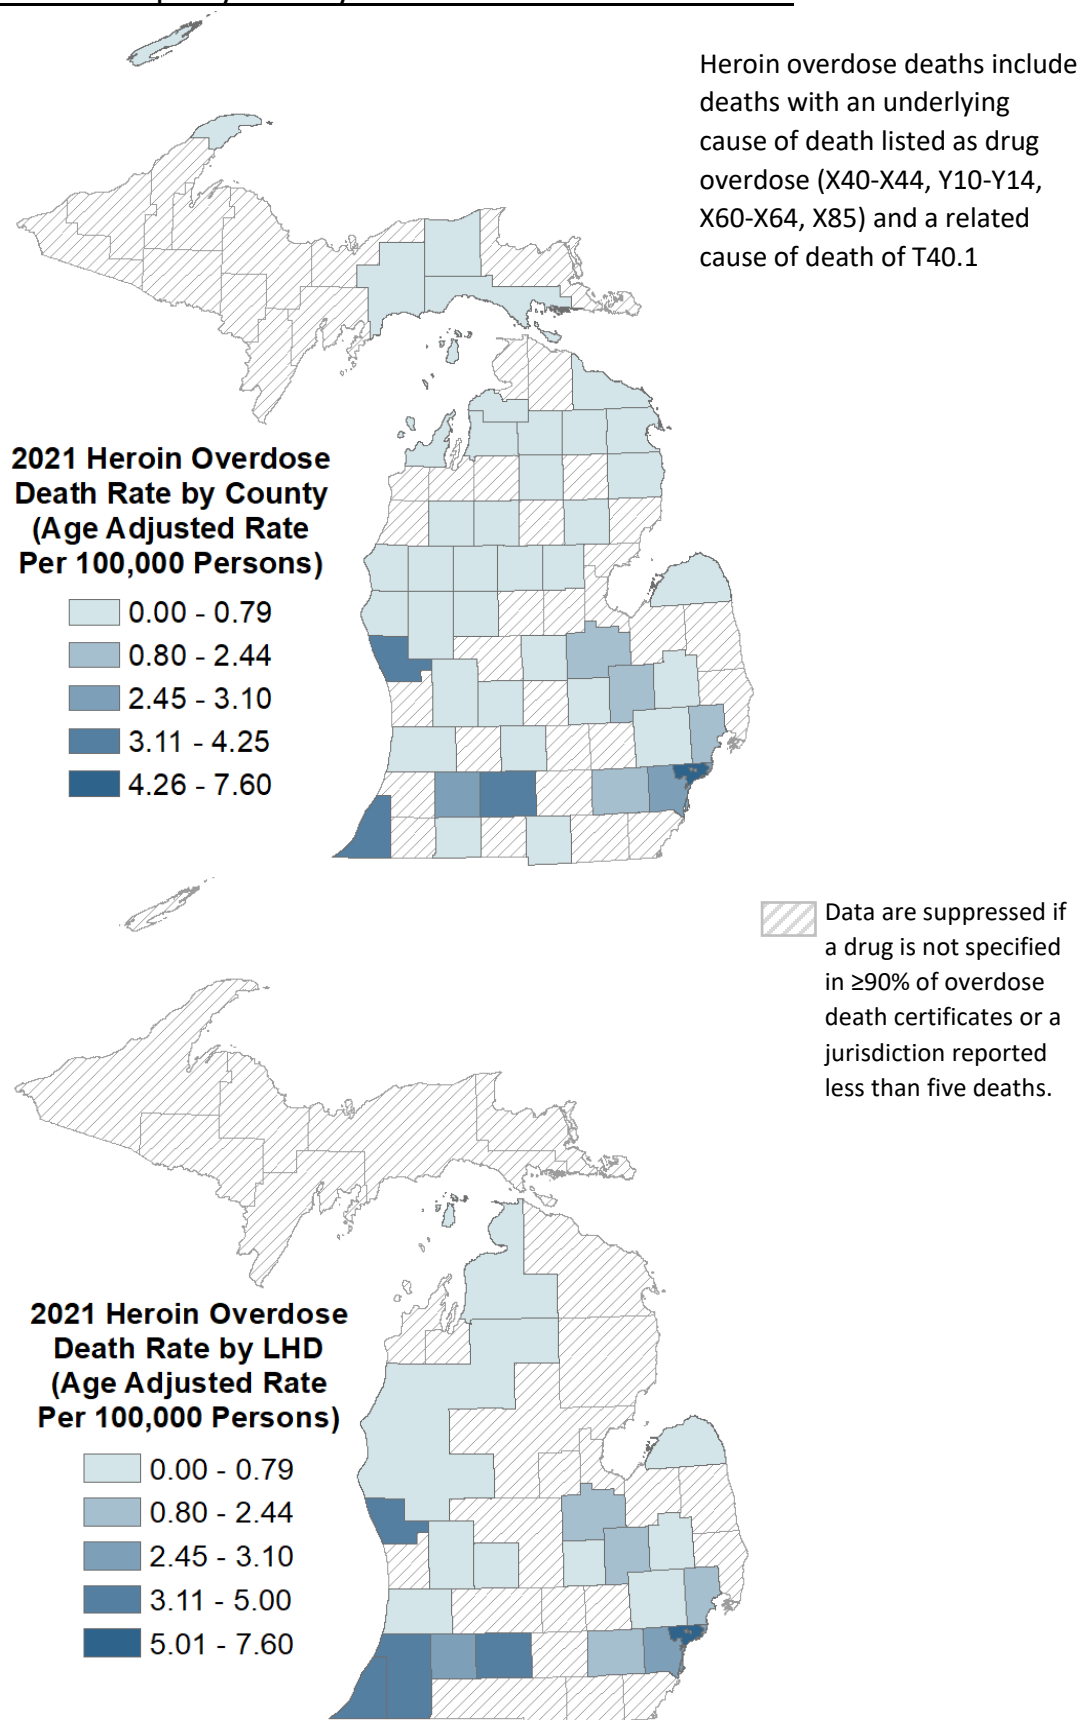 Heroin overdose deaths include
deaths with an underlying
cause of death listed as drug
overdose (X40-X44, Y10-Y14,
X60-X64, X85) and a related
cause of death of T40.1
2021 Heroin Overdose
Death Rate by County
(Age Adjusted Rate
Per 100,000 Persons)
0.00 - 0.79
0.80 - 2.44
2.45 - 3.10
3.11 - 4.25
4.26 - 7.60
Data are suppressed if
a drug is not specified
in ≥90% of overdose
death certificates or a
jurisdiction reported
less than five deaths.
2021 Heroin Overdose
Death Rate by LHD
(Age Adjusted Rate
Per 100,000 Persons)
0.00 - 0.79
0.80 - 2.44
2.45 - 3.10
3.11 - 5.00
5.01 - 7.60